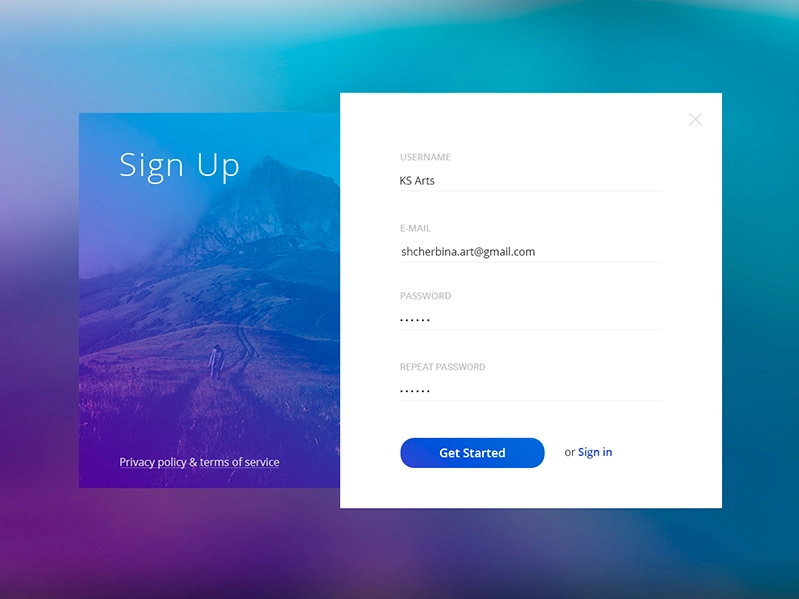 Sign Up
Privacy policy & terms of service
USERNAME
KS Arts
E-MAIL
shcherbina.art@gmail.com
PASSWORD
••••••
REPEAT PASSWORD
••••••
Get Started
or Sign in